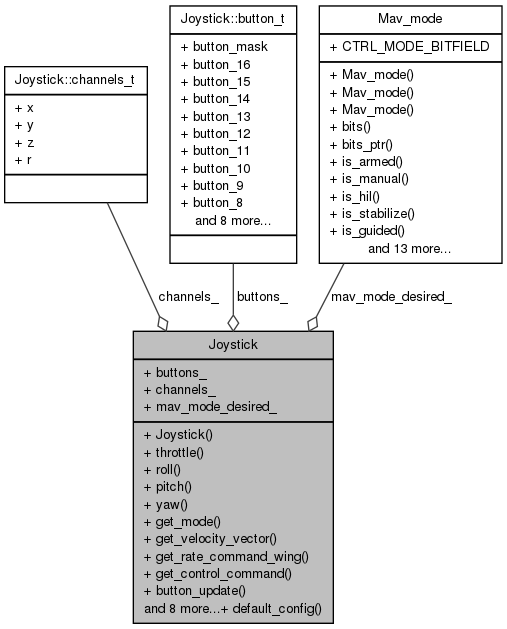 Joystick::channels_t
+ x
+ y
+ z
+ r
Joystick::button_t
+ button_mask
+ button_16
+ button_15
+ button_14
+ button_13
+ button_12
+ button_11
+ button_10
+ button_9
+ button_8
and 8 more...
Mav_mode
+ CTRL_MODE_BITFIELD
+ Mav_mode()
+ Mav_mode()
+ Mav_mode()
+ bits()
+ bits_ptr()
+ is_armed()
+ is_manual()
+ is_hil()
+ is_stabilize()
+ is_guided()
and 13 more...
channels_
buttons_
mav_mode_desired_
Joystick
+ buttons_
+ channels_
+ mav_mode_desired_
+ Joystick()
+ throttle()
+ roll()
+ pitch()
+ yaw()
+ get_mode()
+ get_velocity_vector()
+ get_rate_command_wing()
+ get_control_command()
+ button_update()
and 8 more...+ default_config()